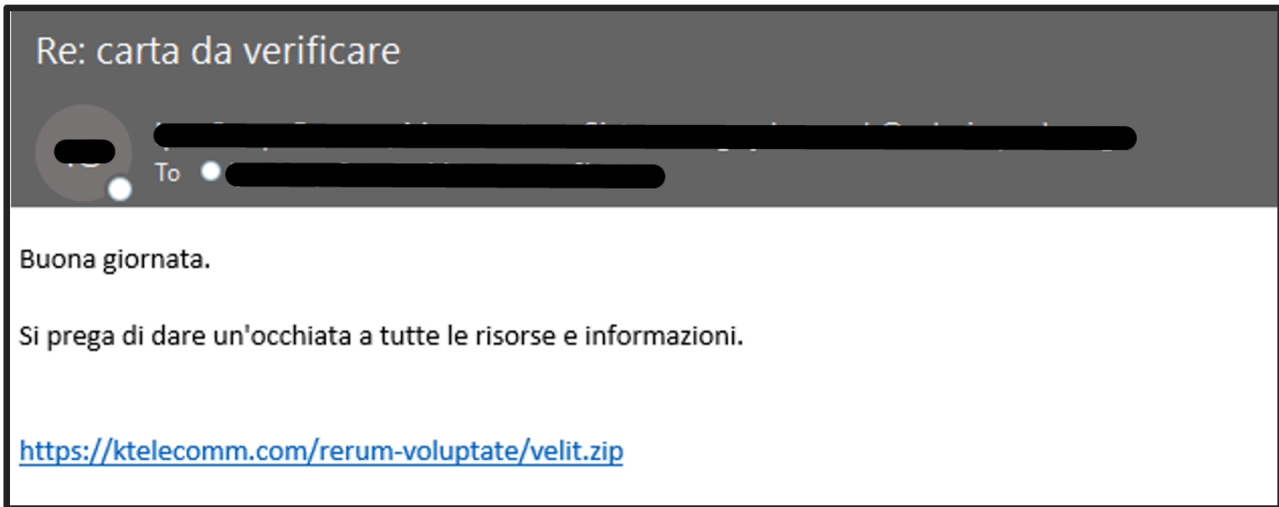 Re: carta da verificare
To
Buona giornata.
Si prega di dare un'occhiata a tutte le risorse e informazioni.
https://ktelecomm.com/rerum-voluptate/velit.zip